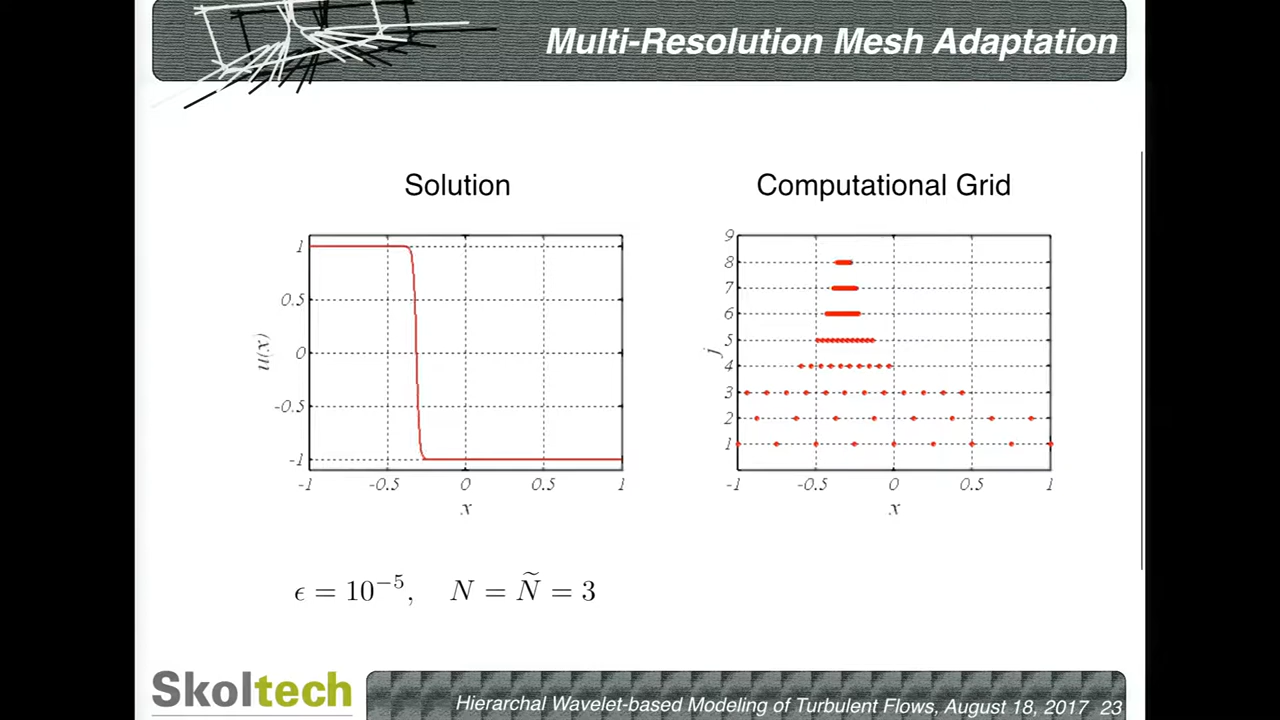 Multi-Resolution Mesh Adaptation
Solution
Computational Grid
1
0.5
0
-0.5
-1
u(x)
-1 -0.5 0 0.5 1
x
9
8
7
6
5
4
3
2
1
j
-1 -0.5 0 0.5 1
x
ϵ = 10⁻⁵, N = Ñ = 3
Skoltech
Hierarchal Wavelet-based Modeling of Turbulent Flows, August 18, 2017 23